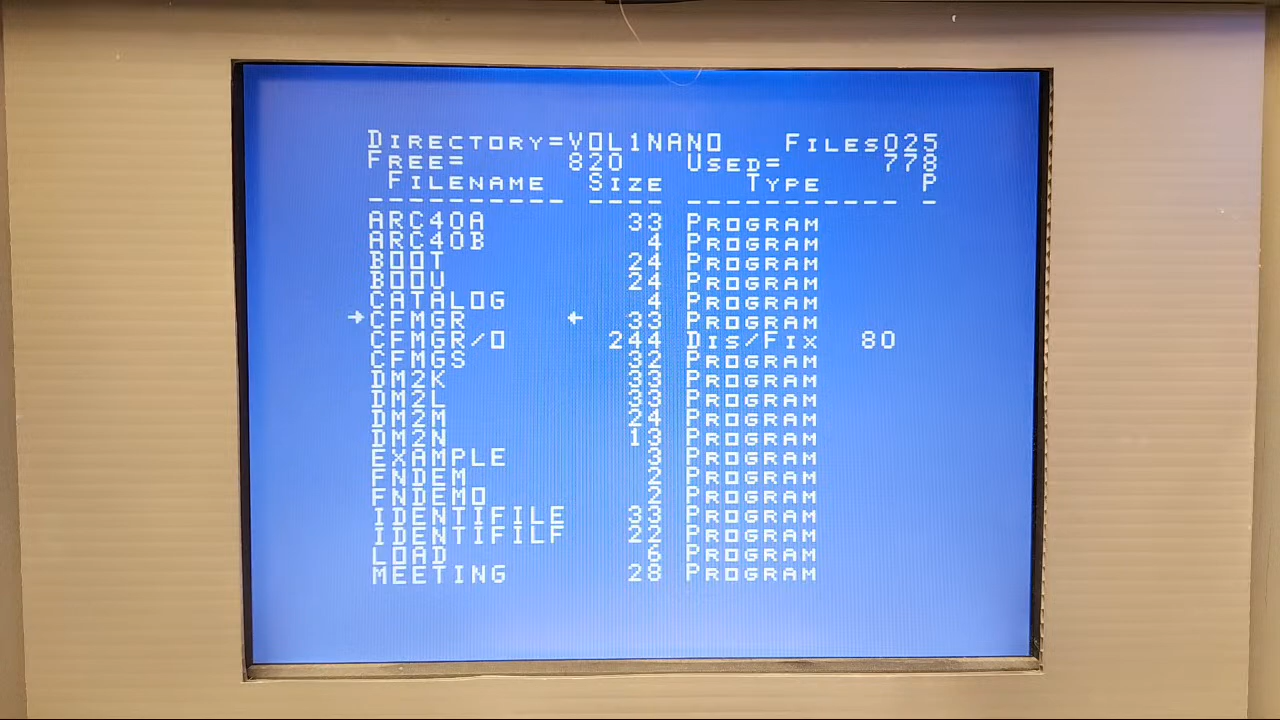 Directory=VOL1NANO Files025
Free= 820 Used= 778
Filename Size Type P
---------- ---- ----------- -
ARC40A 33 Program
ARC40B 4 Program
BOOT 24 Program
BOOU 24 Program
CATALOG 4 Program
→CFMGR ← 33 Program
CFMGR/O 244 Dis/Fix 80
CFMGS 32 Program
DM2K 33 Program
DM2L 33 Program
DM2M 24 Program
DM2N 13 Program
EXAMPLE 3 Program
FNDEM 2 Program
FNDEMO 2 Program
IDENTIFILE 33 Program
IDENTIFILF 22 Program
LOAD 6 Program
MEETING 28 Program